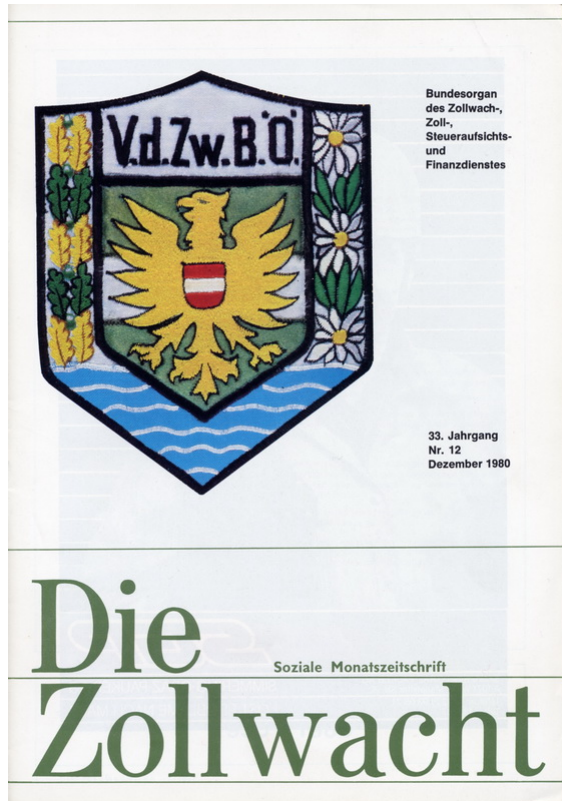 V.d.Zw.B.Ö.
Bundesorgan
des Zollwach-,
Zoll-,
Steueraufsichts-
und
Finanzdienstes
33. Jahrgang
Nr. 12
Dezember 1980
Die
Soziale Monatszeitschrift
Zollwacht